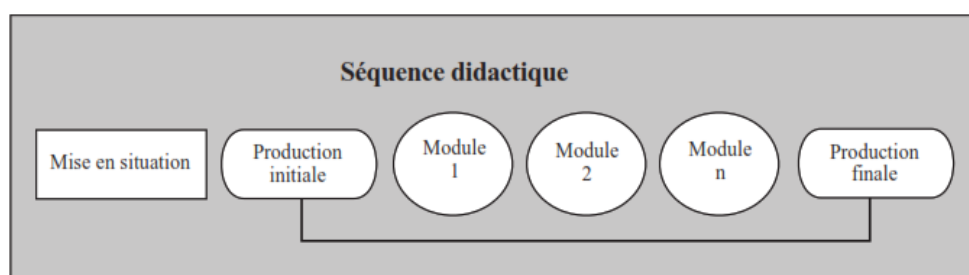 Séquence didactique
Mise en situation
Production
initiale
Module
1
Module
2
Module
n
Production
finale